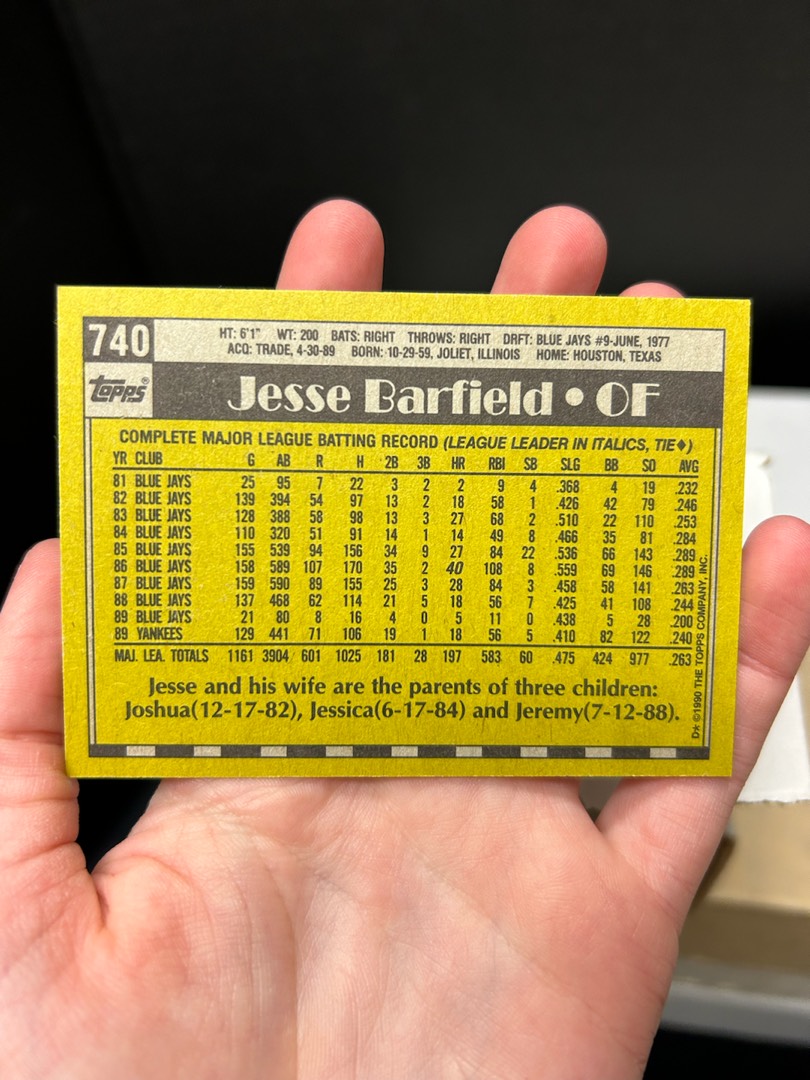 740
HT: 6'1" WT: 200 BATS: RIGHT THROWS: RIGHT DRFT: BLUE JAYS #9-JUNE, 1977
ACQ: TRADE, 4-30-89 BORN: 10-29-59, JOLIET, ILLINOIS HOME: HOUSTON, TEXAS
topps®
Jesse Barfield • OF
COMPLETE MAJOR LEAGUE BATTING RECORD (LEAGUE LEADER IN ITALICS, TIE♦)
YR CLUB G AB R H 2B 3B HR RBI SB SLG BB SO AVG
81 BLUE JAYS 25 95 7 22 3 2 2 9 4 .368 4 19 .232
82 BLUE JAYS 139 394 54 97 13 2 18 58 1 .426 42 79 .246
83 BLUE JAYS 128 388 58 98 13 3 27 68 2 .510 22 110 .253
84 BLUE JAYS 110 320 51 91 14 1 14 49 8 .466 35 81 .284
85 BLUE JAYS 155 539 94 156 34 9 27 84 22 .536 66 143 .289
86 BLUE JAYS 158 589 107 170 35 2 40 108 8 .559 69 146 .289
87 BLUE JAYS 159 590 89 155 25 3 28 84 3 .458 58 141 .263
88 BLUE JAYS 137 468 62 114 21 5 18 56 7 .425 41 108 .244
89 BLUE JAYS 21 80 8 16 4 0 5 11 0 .438 5 28 .200
89 YANKEES 129 441 71 106 19 1 18 56 5 .410 82 122 .240
MAJ. LEA. TOTALS 1161 3904 601 1025 181 28 197 583 60 .475 424 977 .263
Jesse and his wife are the parents of three children:
Joshua(12-17-82), Jessica(6-17-84) and Jeremy(7-12-88).
D★ ©1990 THE TOPPS COMPANY, INC.